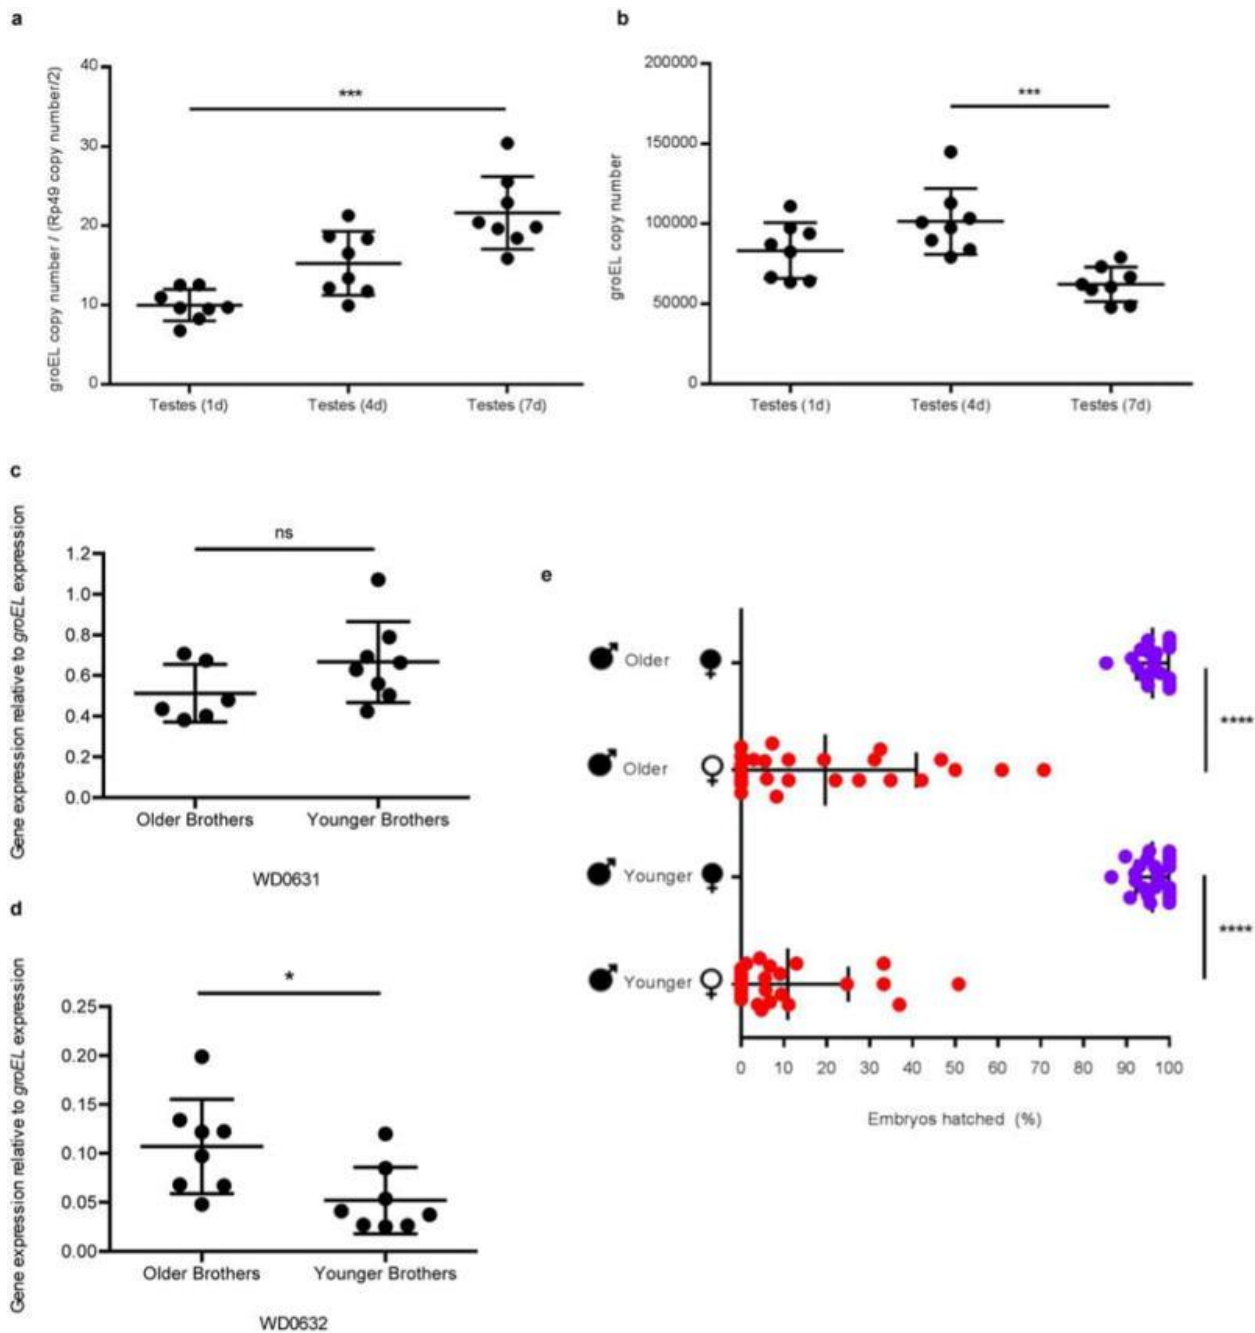 a
groEL copy number / (Rp49 copy number/2)
40
30
20
10
0
***
Testes (1d)
Testes (4d)
Testes (7d)
b
groEL copy number
200000
150000
100000
50000
0
***
Testes (1d)
Testes (4d)
Testes (7d)
c
Gene expression relative to groEL expression
1.2
1.0
0.8
0.6
0.4
0.2
0.0
ns
Older Brothers
Younger Brothers
WD0631
d
Gene expression relative to groEL expression
0.25
0.20
0.15
0.10
0.05
0.00
*
Older Brothers
Younger Brothers
WD0632
e
Older
Older
Younger
Younger
****
****
0 10 20 30 40 50 60 70 80 90 100
Embryos hatched (%)